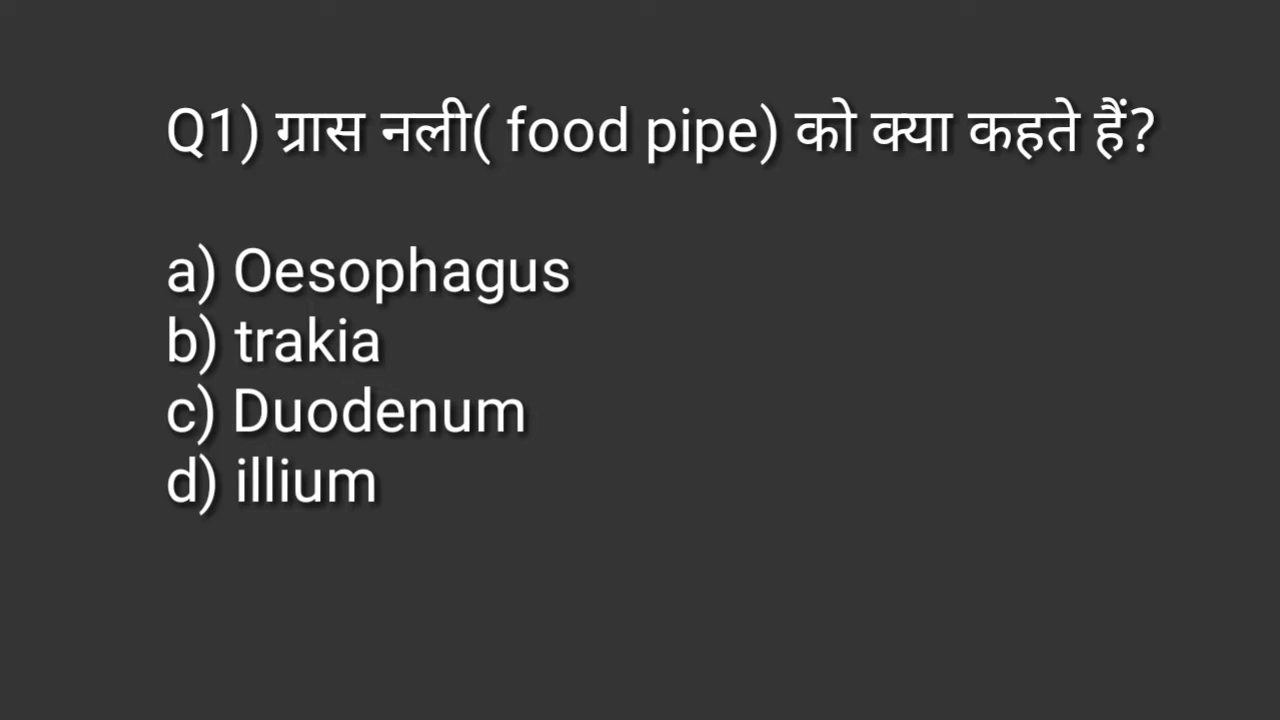 Q1) ग्रास नली( food pipe) को क्या कहते हैं?
a) Oesophagus
b) trakia
c) Duodenum
d) illium